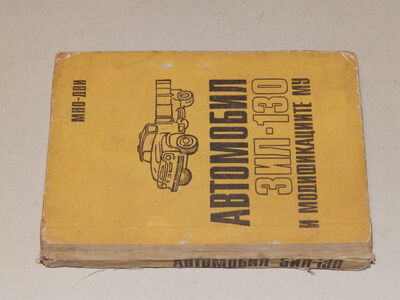 МНО-ДВИ
АВТОМОБИЛ
ЗИЛ-130
И МОДИФИКАЦИИТЕ МУ
АВТОМОБИЛ ЗИЛ-130